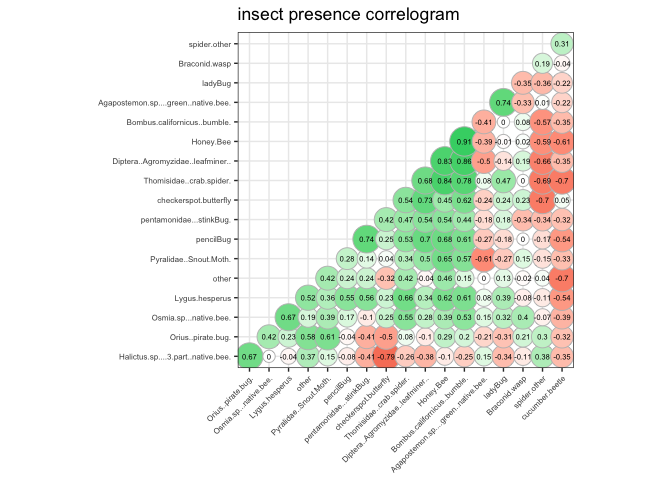 insect presence correlogram
spider.other 0.31
Braconid.wasp 0.19 -0.04
ladyBug -0.35 -0.36 -0.22
Agapostemon.sp....green..native.bee. 0.74 -0.33 0.01 -0.22
Bombus.californicus..bumble. -0.41 0 0.08 -0.57 -0.35
Honey.Bee 0.91 -0.39 -0.01 0.02 -0.59 -0.61
Diptera..Agromyzidae..leafminer.. 0.83 0.86 -0.5 -0.14 0.19 -0.66 -0.35
Thomisidae..crab.spider. 0.68 0.84 0.78 0.08 0.47 0 -0.69 -0.7
checkerspot.butterfly 0.54 0.73 0.45 0.62 -0.24 0.24 0.23 -0.7 0.05
pentamonidae...stinkBug. 0.42 0.47 0.54 0.54 0.44 -0.18 0.18 -0.34 -0.34 -0.32
pencilBug 0.74 0.25 0.53 0.7 0.68 0.61 -0.27 -0.18 0 -0.17 -0.54
Pyralidae..Snout.Moth. 0.28 0.14 -0.04 0.34 0.5 0.65 0.57 -0.61 -0.27 0.15 -0.15 -0.33
other 0.42 0.24 0.24 -0.32 0.42 -0.04 0.46 0.15 0 0.13 -0.02 0.04 -0.7
Lygus.hesperus 0.52 0.36 0.55 0.56 0.23 0.66 0.34 0.62 0.61 0.08 0.39 -0.08 -0.11 -0.54
Osmia.sp...native.bee. 0.67 0.19 0.39 0.17 -0.1 0.25 0.55 0.28 0.39 0.53 0.15 0.32 0.4 -0.07 -0.39
Orius..pirate.bug. 0.42 0.23 0.58 0.61 -0.04 -0.41 -0.5 0.08 -0.1 0.29 0.2 -0.21 -0.31 0.21 0.3 -0.32
Halictus.sp....3.part..native.bee. 0.67 0 -0.04 0.37 0.15 -0.08 -0.41 -0.79 -0.26 -0.38 -0.1 -0.25 0.15 -0.34 -0.11 0.38 -0.35
Orius..pirate.bug.
Osmia.sp...native.bee.
Lygus.hesperus
other
Pyralidae..Snout.Moth.
pencilBug
pentamonidae...stinkBug.
checkerspot.butterfly
Thomisidae..crab.spider.
Diptera..Agromyzidae..leafminer..
Honey.Bee
Bombus.californicus..bumble.
Agapostemon.sp....green..native.bee.
ladyBug
Braconid.wasp
spider.other
cucumber.beetle